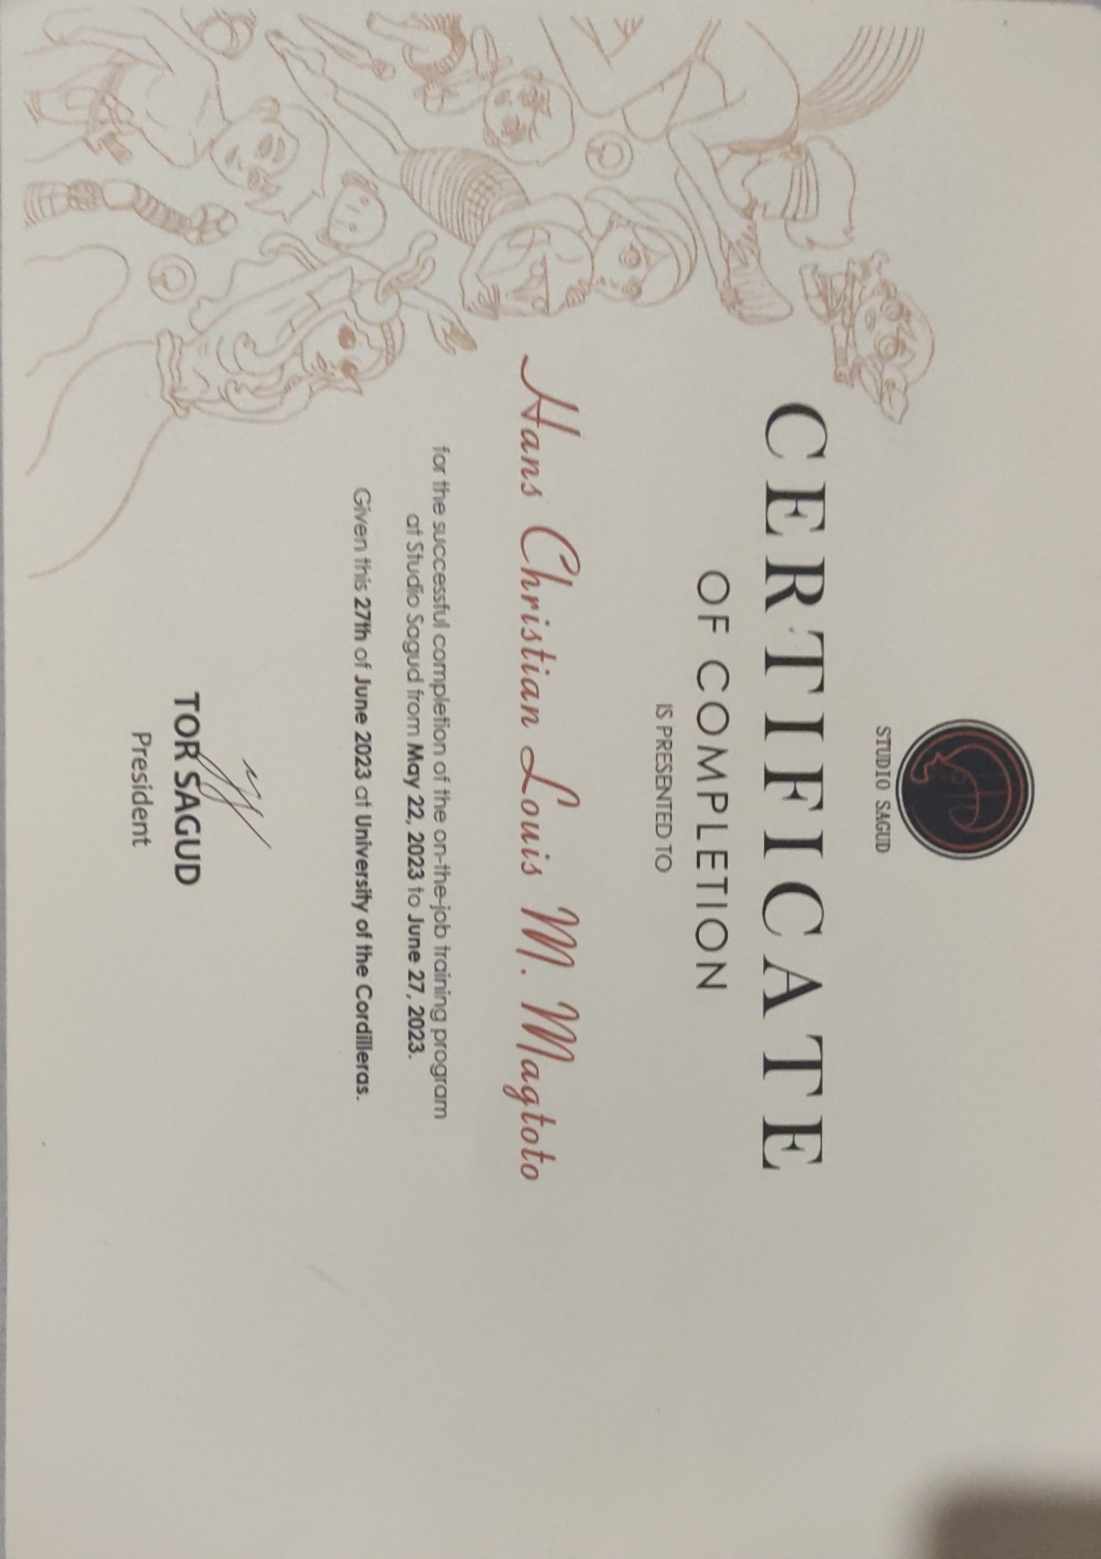 STUDIO SAGUD
CERTIFICATE
OF COMPLETION
IS PRESENTED TO
Hans Christian Louis M. Magtoto
for the successful completion of the on-the-job training program
at Studio Sagud from May 22, 2023 to June 27, 2023.
Given this 27th of June 2023 at University of the Cordilleras.
TOR SAGUD
President